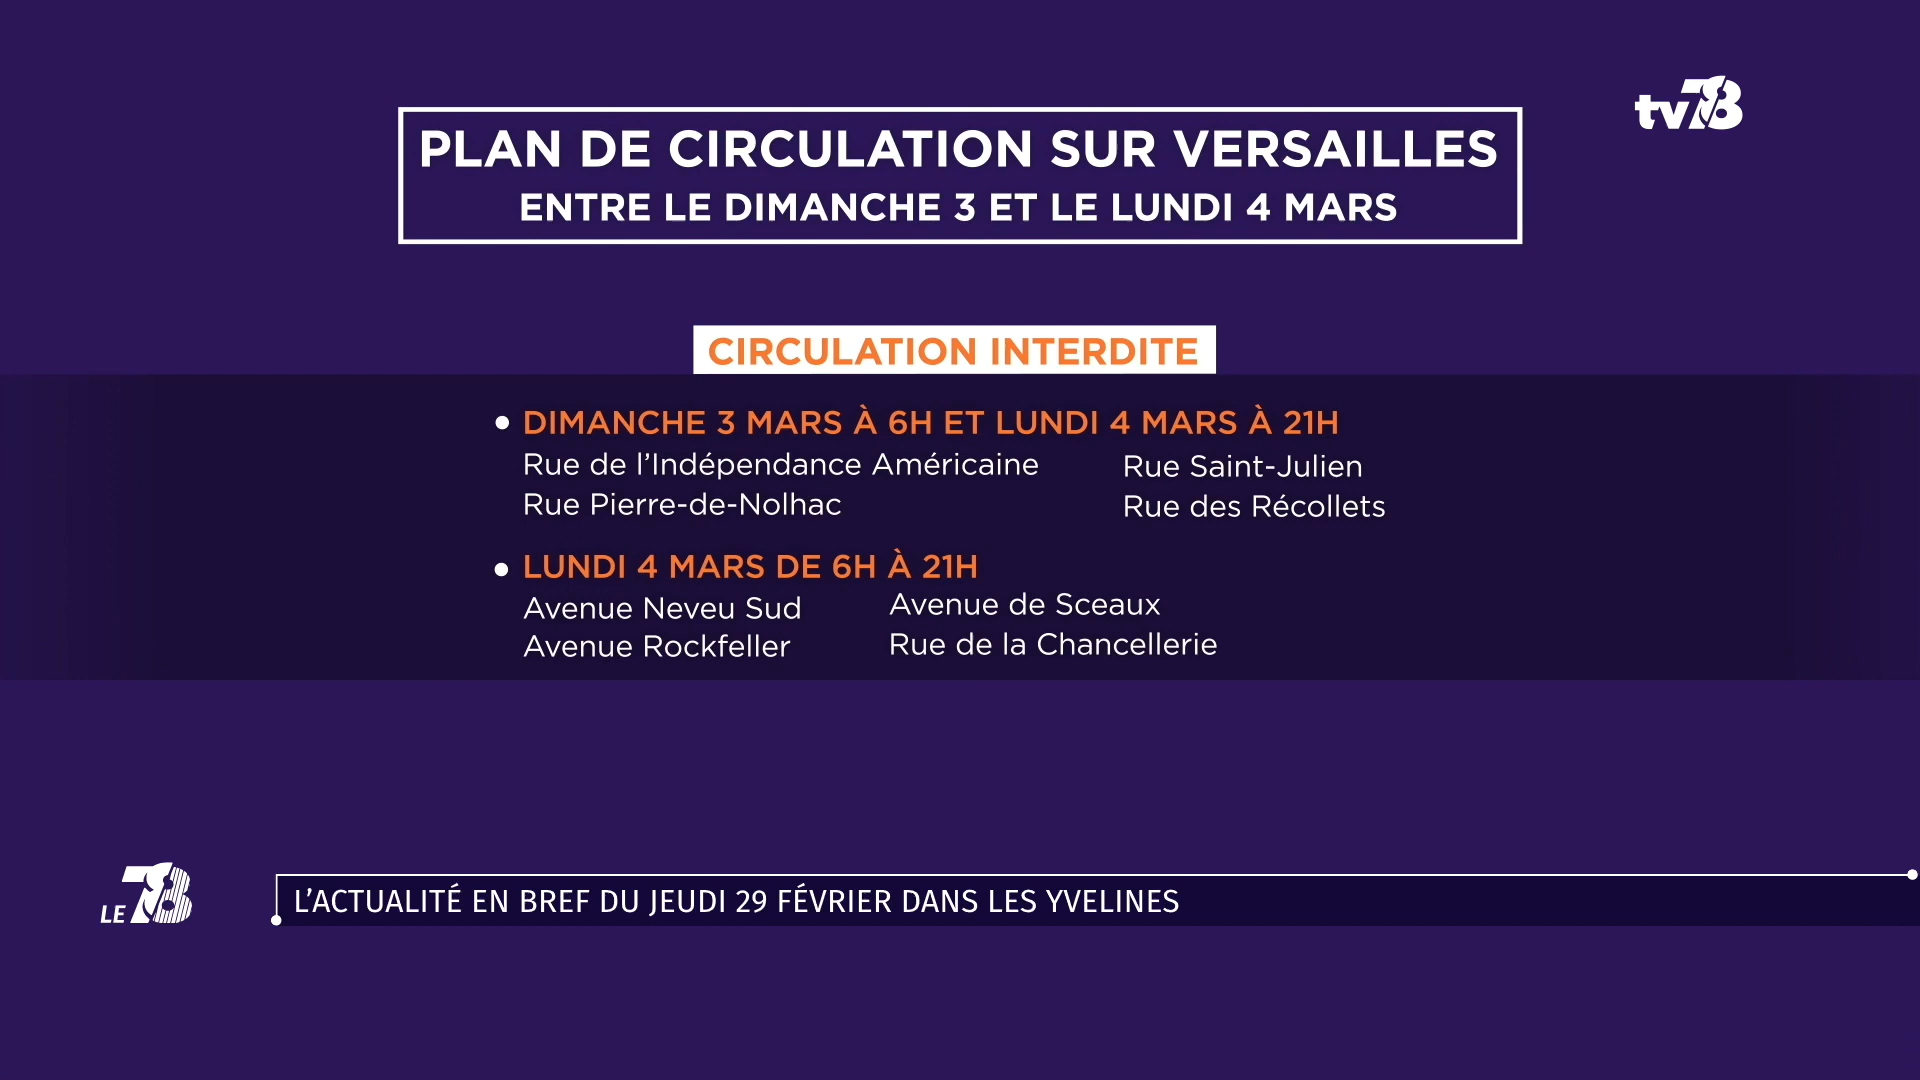 tv78
PLAN DE CIRCULATION SUR VERSAILLES
ENTRE LE DIMANCHE 3 ET LE LUNDI 4 MARS
CIRCULATION INTERDITE
DIMANCHE 3 MARS À 6H ET LUNDI 4 MARS À 21H
Rue de l’Indépendance Américaine
Rue Pierre-de-Nolhac
Rue Saint-Julien
Rue des Récollets
LUNDI 4 MARS DE 6H À 21H
Avenue Neveu Sud
Avenue Rockfeller
Avenue de Sceaux
Rue de la Chancellerie
LE 78
L’ACTUALITÉ EN BREF DU JEUDI 29 FÉVRIER DANS LES YVELINES